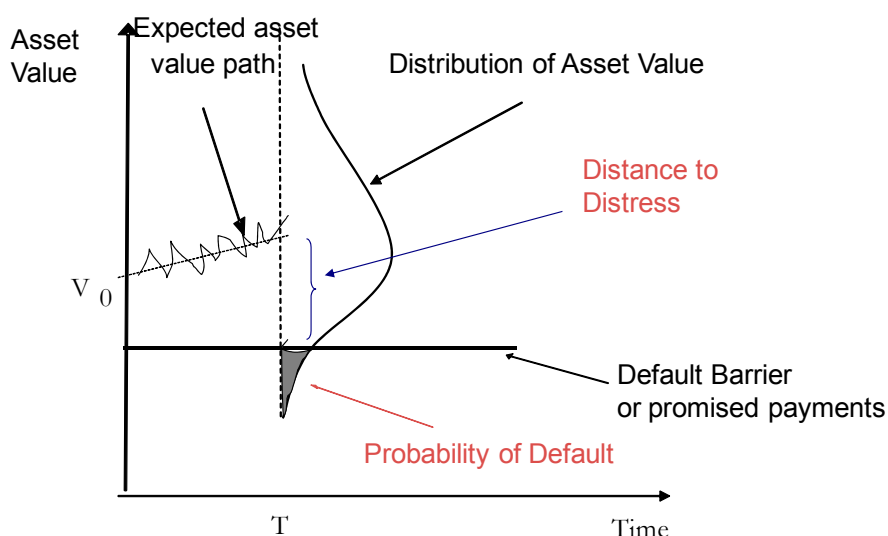 Asset
Value
Expected asset
value path
Distribution of Asset Value
Distance to
Distress
V 0
Default Barrier
or promised payments
Probability of Default
T
Time